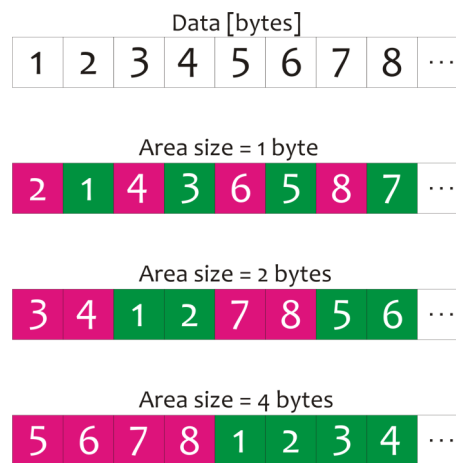 Data [bytes]
1 2 3 4 5 6 7 8 ...
Area size = 1 byte
2 1 4 3 6 5 8 7 ...
Area size = 2 bytes
3 4 1 2 7 8 5 6 ...
Area size = 4 bytes
5 6 7 8 1 2 3 4 ...